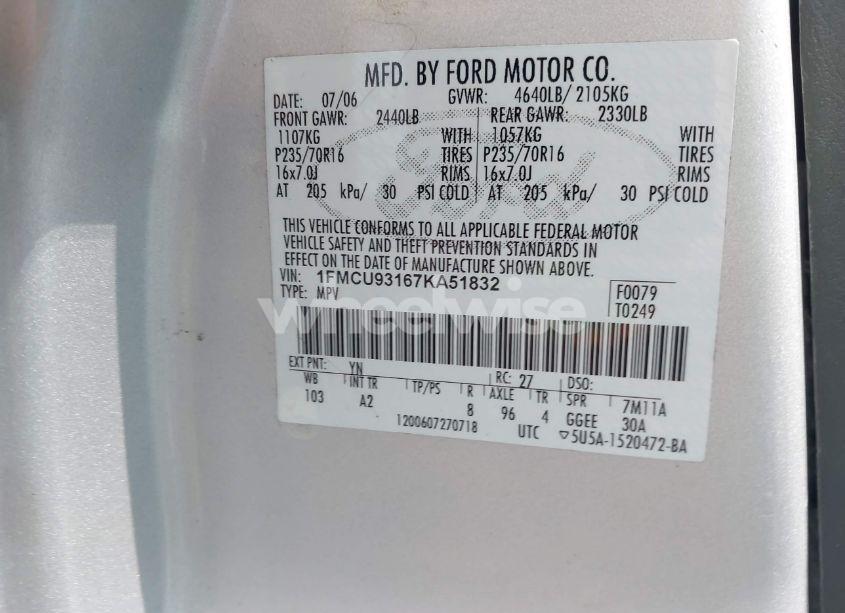 MFD. BY FORD MOTOR CO.
DATE: 07/06 GVWR: 4640LB/ 2105KG
FRONT GAWR: 2440LB REAR GAWR: 2330LB
1107KG WITH 1057KG WITH
P235/70R16 TIRES P235/70R16 TIRES
16x7.0J RIMS 16x7.0J RIMS
AT 205 kPa/ 30 PSI COLD AT 205 kPa/ 30 PSI COLD
THIS VEHICLE CONFORMS TO ALL APPLICABLE FEDERAL MOTOR
VEHICLE SAFETY AND THEFT PREVENTION STANDARDS IN
EFFECT ON THE DATE OF MANUFACTURE SHOWN ABOVE.
VIN: 1FMCU93167KA51832
TYPE: MPV
F0079
T0249
wheelwise
EXT PNT: YN RC: 27 DSO:
WB INT TR TP/PS R AXLE TR SPR 7M11A
103 A2 8 96 4 GGEE 30A
1200607270718 UTC 5U5A-1520472-BA
Ford